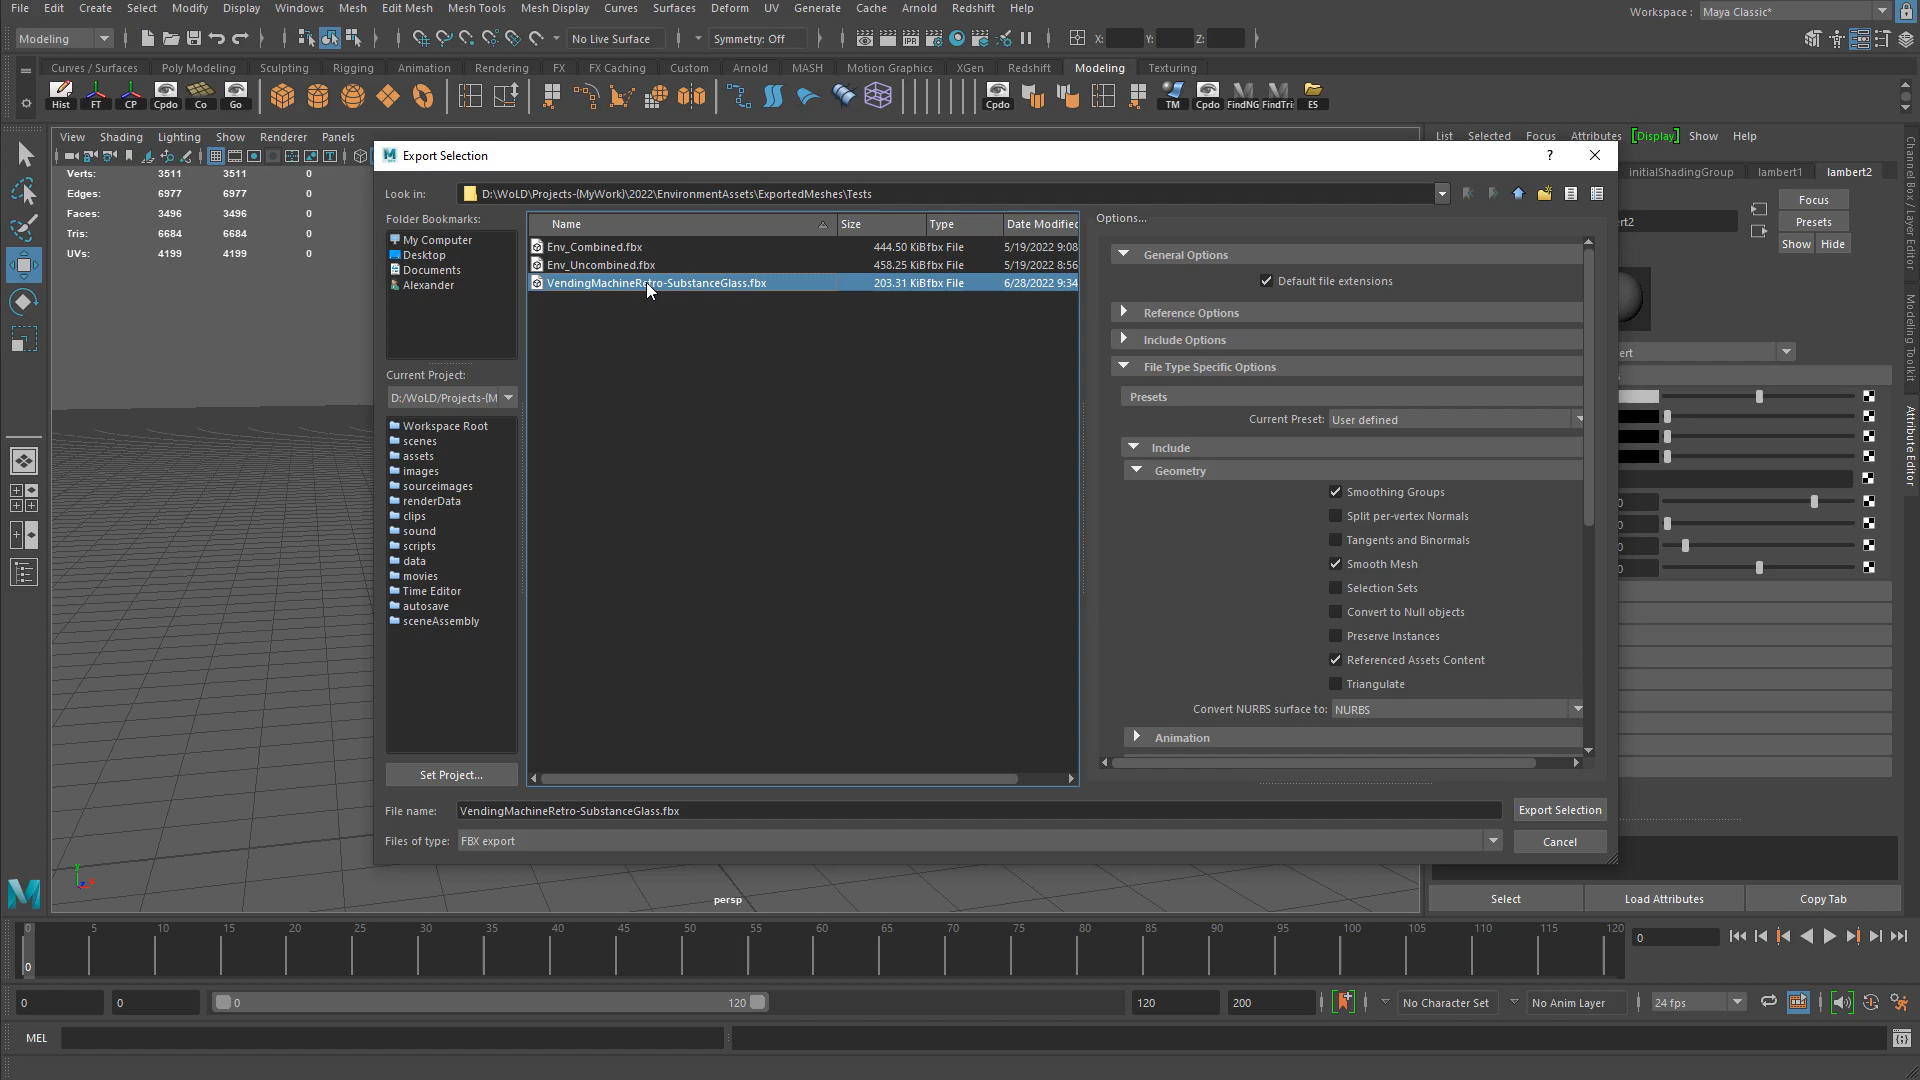 File Edit Create Select Modify Display Windows Mesh Edit Mesh Mesh Tools Mesh Display Curves Surfaces Deform UV Generate Cache Arnold Redshift Help
Workspace : Maya Classic*
Modeling No Live Surface Symmetry: Off X: Y: Z:
Curves / Surfaces Poly Modeling Sculpting Rigging Animation Rendering FX FX Caching Custom Arnold MASH Motion Graphics XGen Redshift Modeling Texturing
Hist FT CP Cpdo Co Go Cpdo TM Cpdo FindNG FindTri ES
View Shading Lighting Show Renderer Panels
List Selected Focus Attributes [Display] Show Help
Verts: 3511 3511 0
Edges: 6977 6977 0
Faces: 3496 3496 0
Tris: 6684 6684 0
UVs: 4199 4199 0
Export Selection
?
Look in: D:\WoLD\Projects-(MyWork)\2022\EnvironmentAssets\ExportedMeshes\Tests
Folder Bookmarks:
My Computer
Desktop
Documents
Alexander
Name Size Type Date Modified
Env_Combined.fbx 444.50 KiB fbx File 5/19/2022 9:08
Env_Uncombined.fbx 458.25 KiB fbx File 5/19/2022 8:56
VendingMachineRetro-SubstanceGlass.fbx 203.31 KiB fbx File 6/28/2022 9:34
Current Project:
D:/WoLD/Projects-(M
Workspace Root
scenes
assets
images
sourceimages
renderData
clips
sound
scripts
data
movies
Time Editor
autosave
sceneAssembly
Set Project...
Options...
General Options
Default file extensions
Reference Options
Include Options
File Type Specific Options
Presets
Current Preset: User defined
Include
Geometry
Smoothing Groups
Split per-vertex Normals
Tangents and Binormals
Smooth Mesh
Selection Sets
Convert to Null objects
Preserve Instances
Referenced Assets Content
Triangulate
Convert NURBS surface to: NURBS
Animation
File name: VendingMachineRetro-SubstanceGlass.fbx Export Selection
Files of type: FBX export Cancel
initialShadingGroup lambert1 lambert2
Focus
Presets
Show Hide
ert2
ert
Channel Box / Layer Editor
Modeling Toolkit
Attribute Editor
persp
Select Load Attributes Copy Tab
0 5 10 15 20 25 30 35 40 45 50 55 60 65 70 75 80 85 90 95 100 105 110 115 120
0
0
0 0 0 120 120 200 No Character Set No Anim Layer 24 fps
MEL